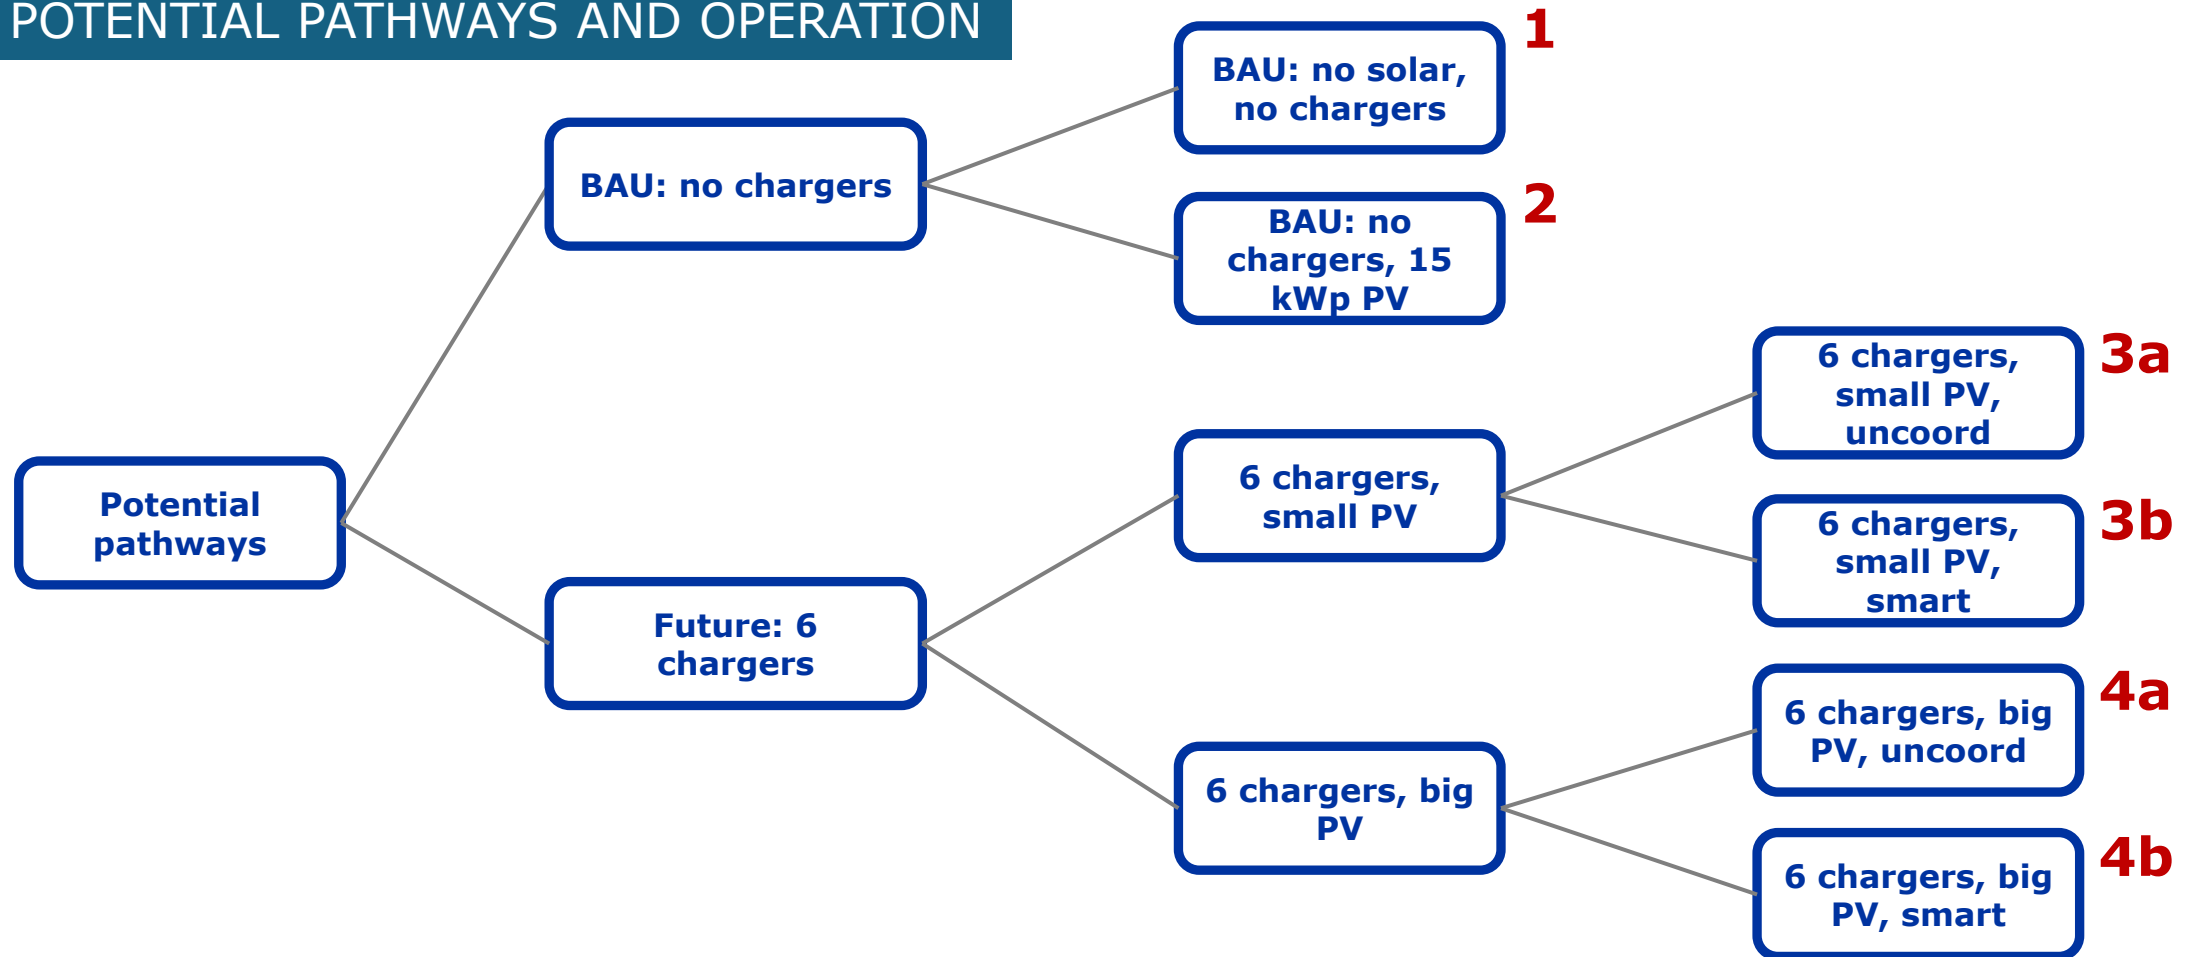 POTENTIAL PATHWAYS AND OPERATION
BAU: no solar,
no chargers
1
BAU: no chargers
BAU: no
chargers, 15
kWp PV
2
6 chargers,
small PV,
uncoord
3a
Potential
pathways
6 chargers,
small PV
6 chargers,
small PV,
smart
3b
Future: 6
chargers
6 chargers, big
PV, uncoord
4a
6 chargers, big
PV
6 chargers, big
PV, smart
4b